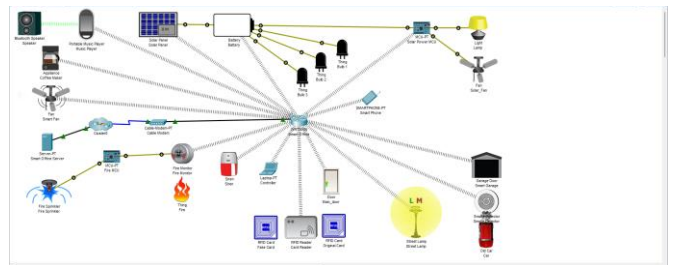 Bluetooth Speaker
Speaker
Portable Music Player
Music Player
Solar Panel
Solar Panel
Battery
Battery
Thing
Bulb 1
Thing
Bulb 2
Thing
Bulb 3
MCU-PT
Solar Power MCU
Light
Lamp
Fan
Solar_Fan
Appliance
Coffee Maker
Fan
Smart Fan
SMARTPHONE-PT
Smart Phone
Cable-Modem-PT
Cable Modem
Server-PT
Smart Office Server
MCU-PT
Fire MCU
Fire Monitor
Fire Monitor
Siren
Siren
Laptop-PT
Controller
Door
Garage Door
Smart Garage
Fire Sprinkler
Fire Sprinkler
Thing
Fire
Street Lamp
Street Lamp
Old Car
Car
RFID Card
Fake Card
RFID Reader
Card Reader
RFID Card
Original Card